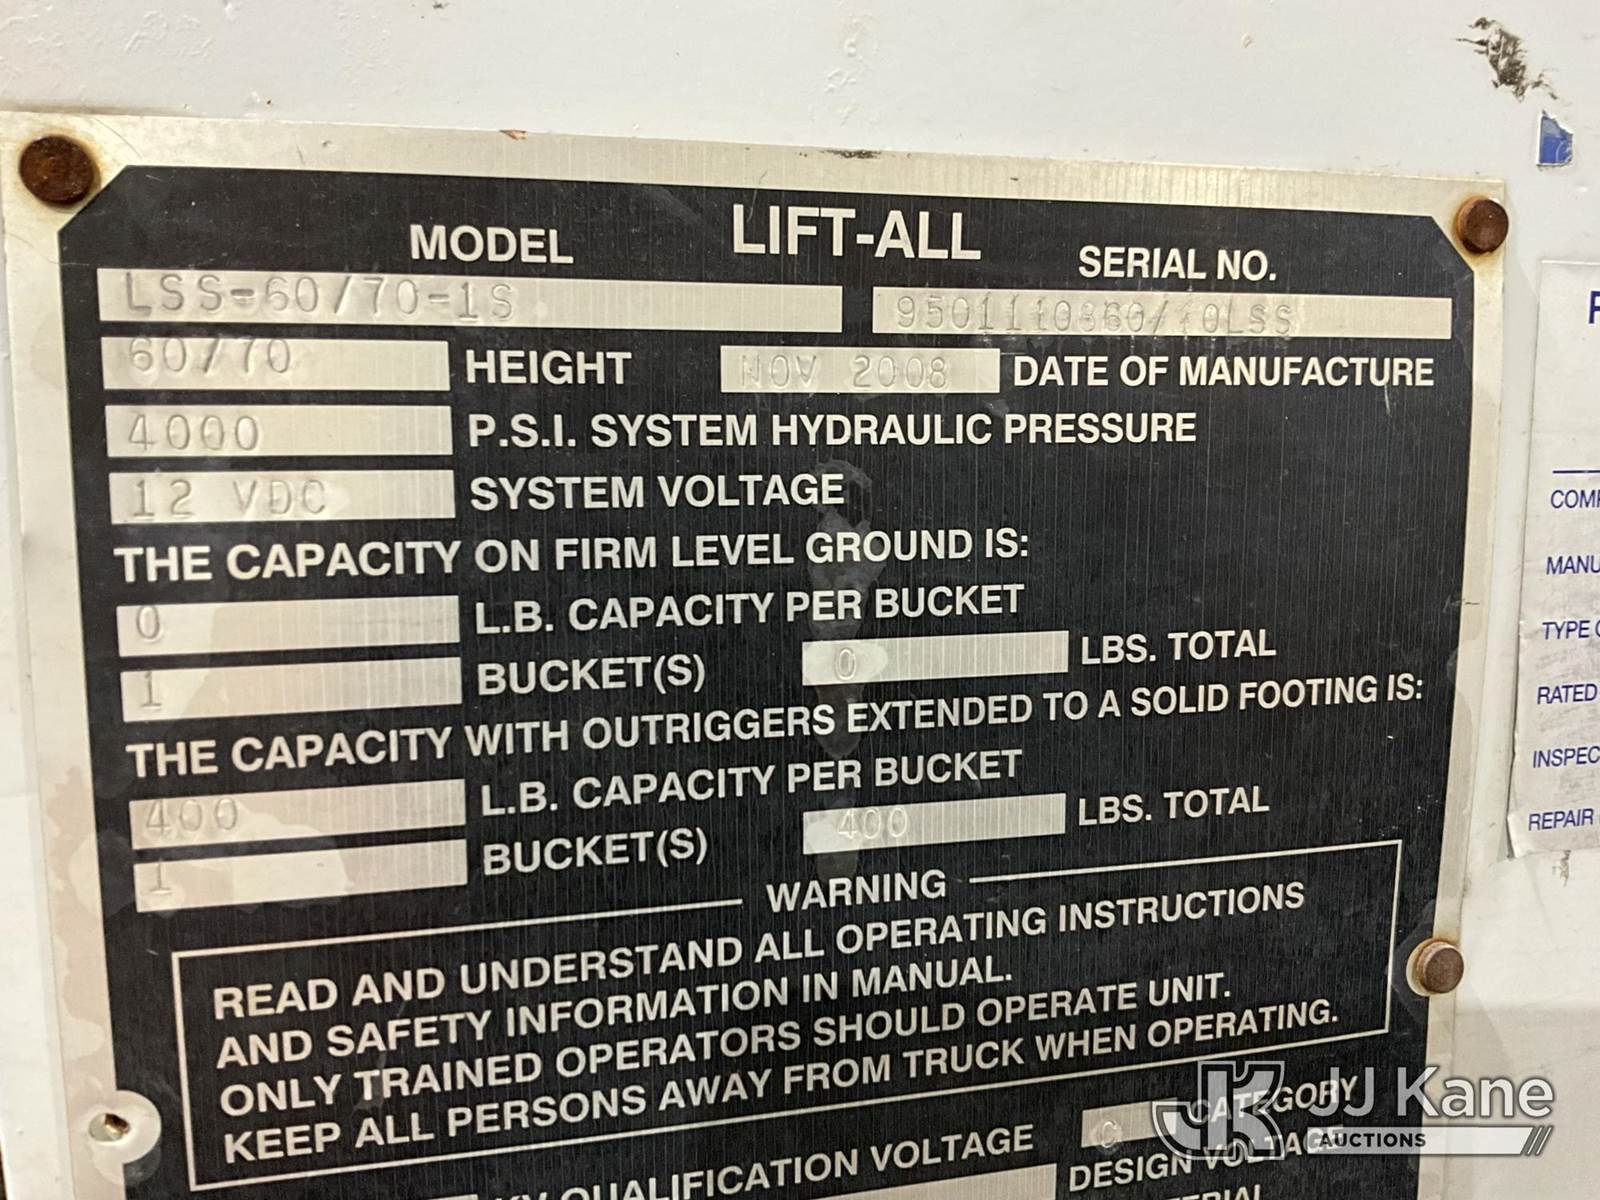 LIFT-ALL
MODEL SERIAL NO.
LSS-60/70-1S
60/70 HEIGHT NOV 2008 DATE OF MANUFACTURE
4000 P.S.I. SYSTEM HYDRAULIC PRESSURE
12 VDC SYSTEM VOLTAGE
THE CAPACITY ON FIRM LEVEL GROUND IS:
0 L.B. CAPACITY PER BUCKET
1 BUCKET(S) 0 LBS. TOTAL
THE CAPACITY WITH OUTRIGGERS EXTENDED TO A SOLID FOOTING IS:
400 L.B. CAPACITY PER BUCKET
1 BUCKET(S) 400 LBS. TOTAL
WARNING
READ AND UNDERSTAND ALL OPERATING INSTRUCTIONS
AND SAFETY INFORMATION IN MANUAL.
ONLY TRAINED OPERATORS SHOULD OPERATE UNIT.
KEEP ALL PERSONS AWAY FROM TRUCK WHEN OPERATING.
C CATEGORY
KV QUALIFICATION VOLTAGE DESIGN VOLTAGE
COMP
MANU
TYPE
RATED
INSPEC
REPAIR
JJ Kane
AUCTIONS